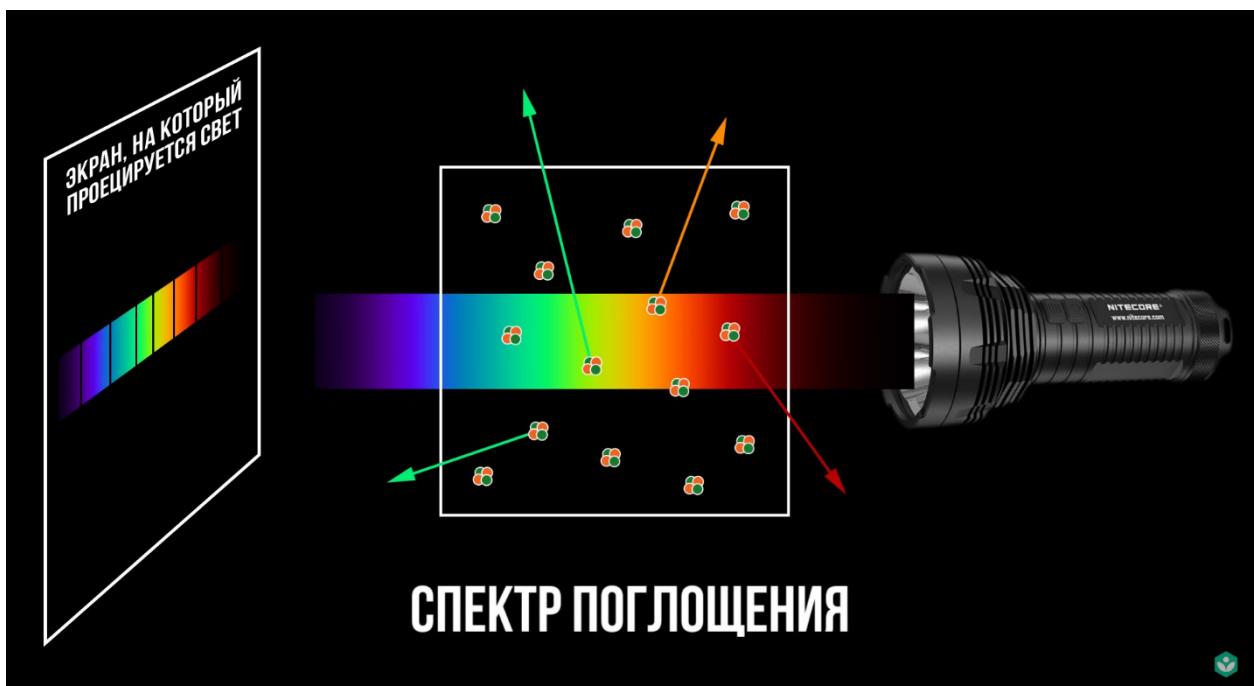 ЭКРАН, НА КОТОРЫЙ
ПРОЕЦИРУЕТСЯ СВЕТ
NITECORE®
www.nitecore.com
СПЕКТР ПОГЛОЩЕНИЯ